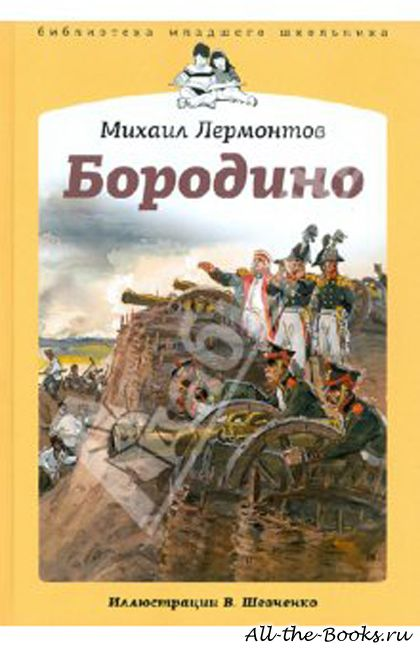 библиотека младшего школьника
Михаил Лермонтов
Бородино
Иллюстрации В. Шевченко
All-the-Books.ru